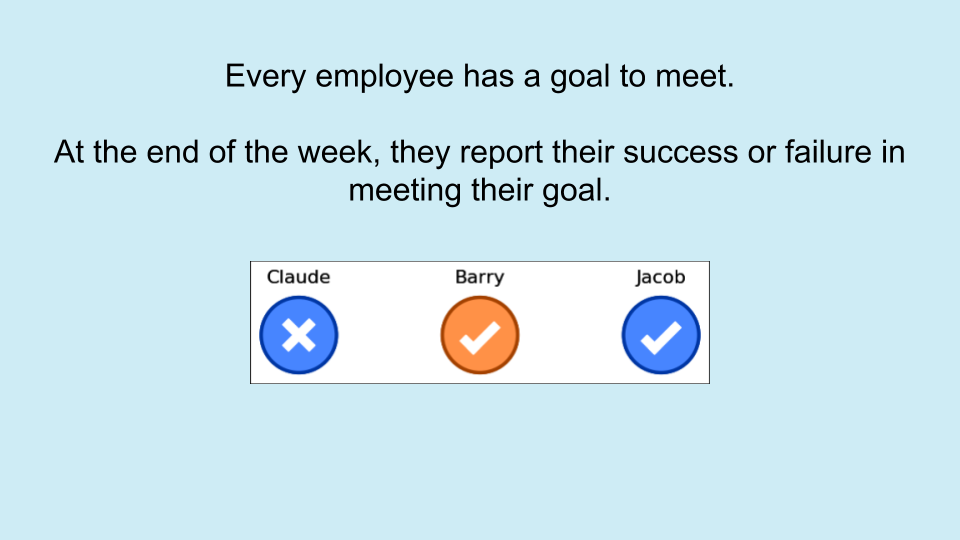 Every employee has a goal to meet.
At the end of the week, they report their success or failure in
meeting their goal.
Claude Barry Jacob